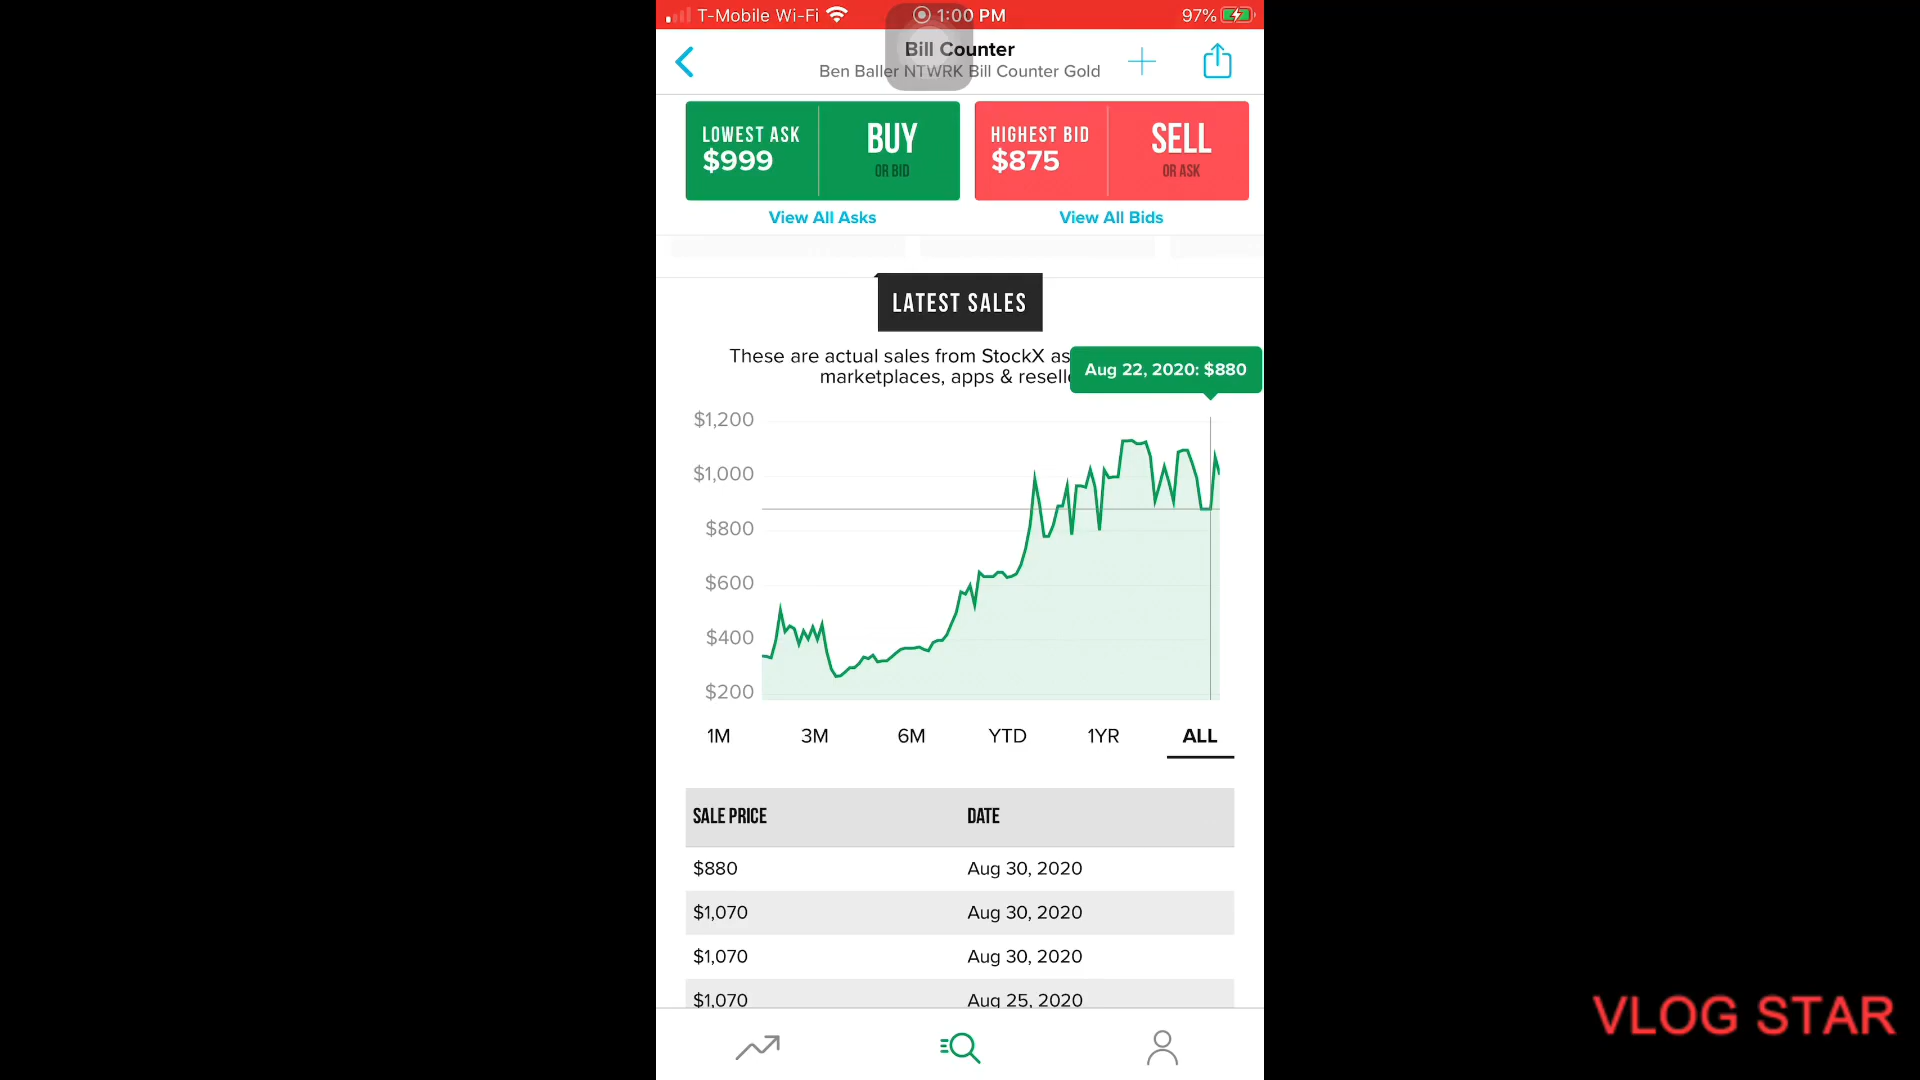 T-Mobile Wi-Fi 1:00 PM 97%
Bill Counter
Ben Baller NTWRK Bill Counter Gold
LOWEST ASK
$999
BUY
OR BID
HIGHEST BID
$875
SELL
OR ASK
View All Asks
View All Bids
LATEST SALES
These are actual sales from StockX as
marketplaces, apps &
Aug 22, 2020: $880
$1,200
$1,000
$800
$600
$400
$200
1M 3M 6M YTD 1YR ALL
SALE PRICE DATE
$880 Aug 30, 2020
$1,070 Aug 30, 2020
$1,070 Aug 30, 2020
$1,070 Aug 25, 2020
VLOG STAR